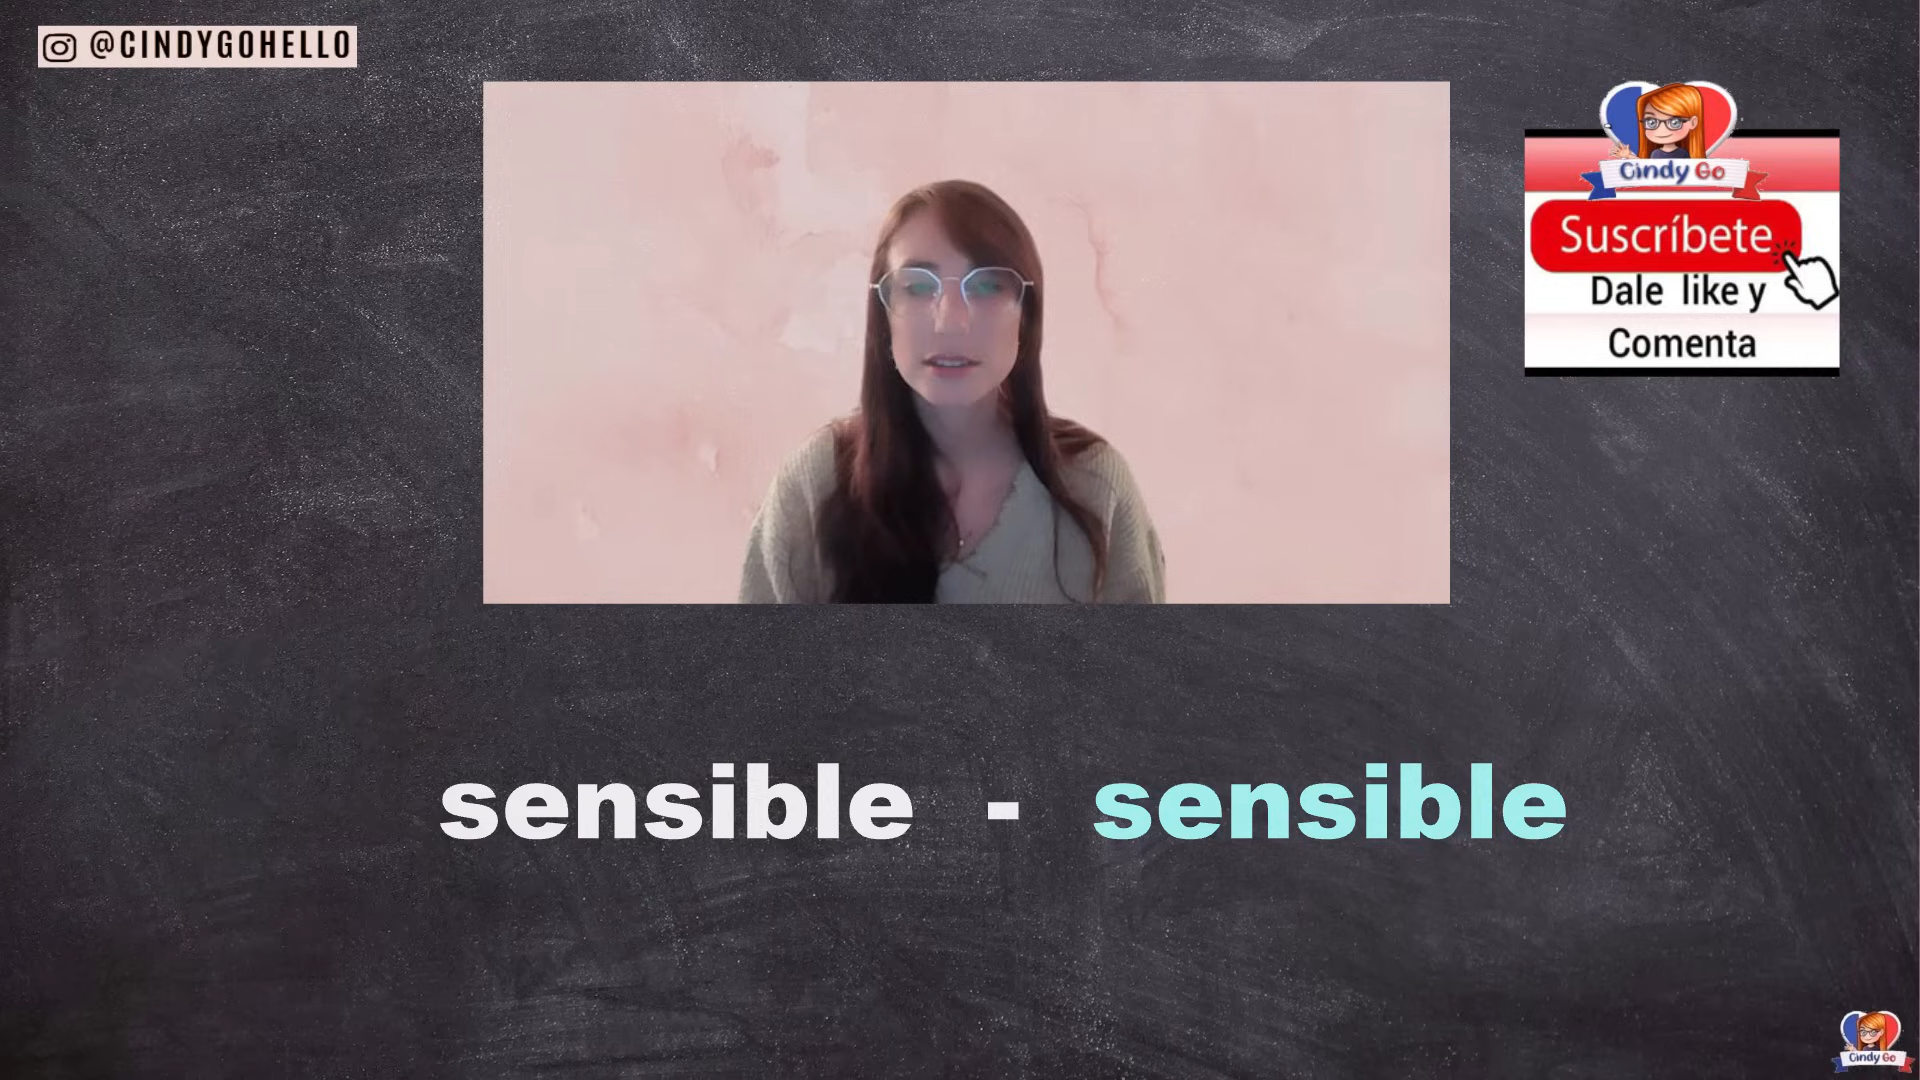 @CINDYGOHELLO
Cindy Go
Suscríbete
Dale like y
Comenta
sensible - sensible
Cindy Go